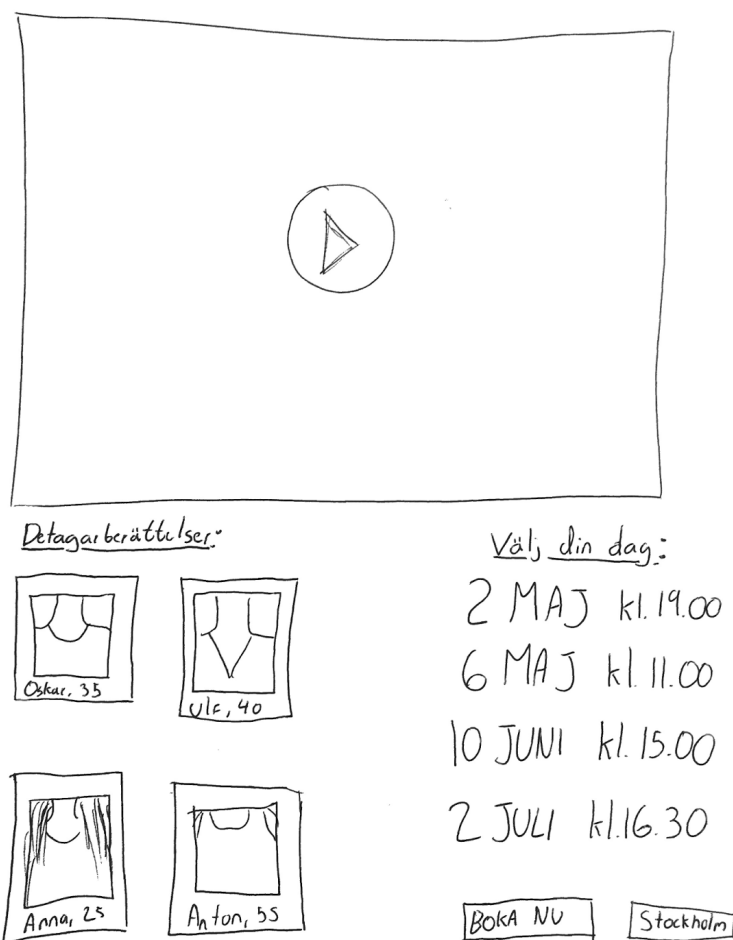 Detagarberättelser:
Oskar, 35
Ulf, 40
Anna, 25
Anton, 55
Välj din dag:
2 MAJ kl. 19.00
6 MAJ kl. 11.00
10 JUNI kl. 15.00
2 JULI kl. 16.30
BOKA NU
Stockholm